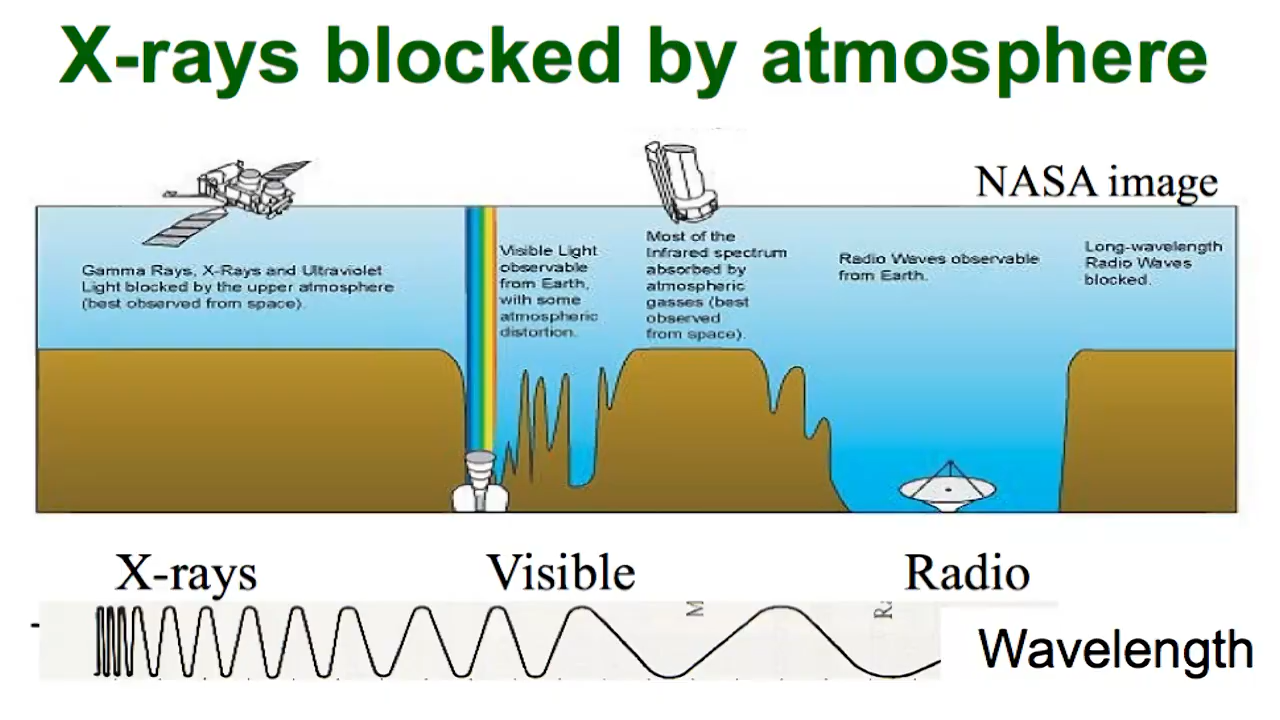 X-rays blocked by atmosphere
NASA image
Gamma Rays, X-Rays and Ultraviolet
Light blocked by the upper atmosphere
(best observed from space).
Visible Light
observable
from Earth,
with some
atmospheric
distortion.
Most of the
Infrared spectrum
absorbed by
atmospheric
gasses (best
observed
from space).
Radio Waves observable
from Earth.
Long-wavelength
Radio Waves
blocked.
X-rays
Visible
Radio
M
Wavelength